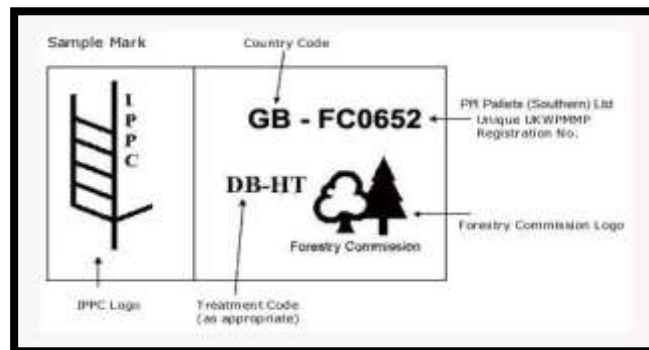 Sample Mark
Country Code
I
P
P
C
GB - FC0652
PM Pallets (Southern) Ltd
Unique UKWPMMP
Registration No.
DB-HT
Forestry Commission
Forestry Commission Logo
IPPC Logo
Treatment Code
(as appropriate)